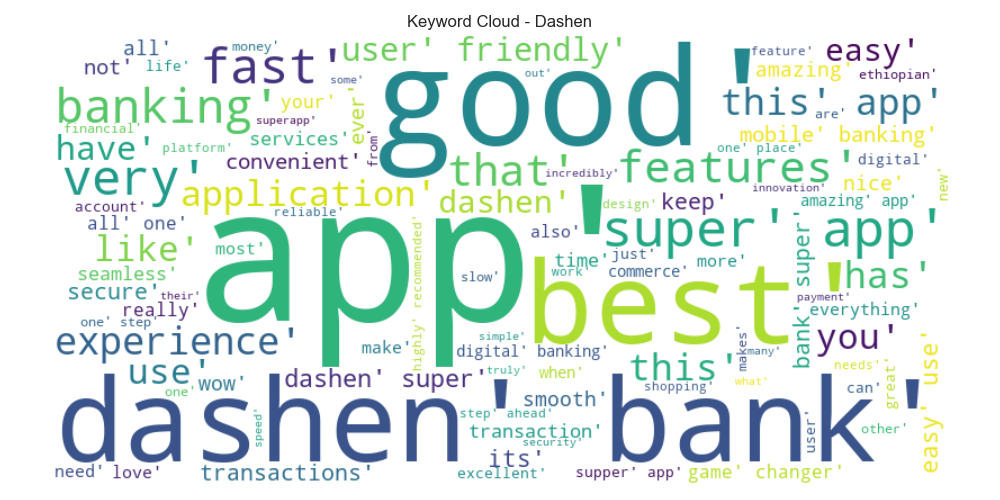 Keyword Cloud - Dashen
all'
money'
user' friendly
feature'
easy'
not'
life'
fast'
some'
good'
out'
amazing'
ethiopian'
banking'
your'
ever'
this' app'
are'
superapp'
financial'
services
mobile' banking'
have'
platform'
convenient'
from'
that'
incredibly'
features'
one' place'
digital'
very'
application'
innovation'
nice'
new'
account'
reliable'
dashen'
design'
keep'
amazing' app'
all' one'
app'
also'
super' app'
like'
most'
time'
just'
more'
super'
has'
seamless'
slow'
work'
commerce'
secure'
their'
best'
payment'
really'
highly' recommended'
everything'
one' step'
simple'
bank'
you'
experience'
make'
digital' banking'
this'
makes'
many'
use'
wow'
dashen' super'
truly'
when'
what'
needs'
easy' use'
one'
shopping'
can'
great'
dashen'
smooth'
bank'
speed'
step' ahead'
transaction'
user'
other'
security'
its'
need'
love'
transactions'
excellent'
supper' app'
game' changer'